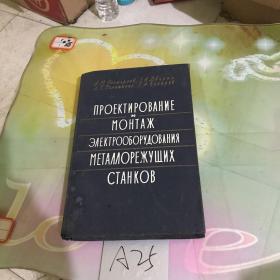 ПРОЕКТИРОВАНИЕ
И
МОНТАЖ
ЭЛЕКТРООБОРУДОВАНИЯ
МЕТАЛЛОРЕЖУЩИХ
СТАНКОВ
A25